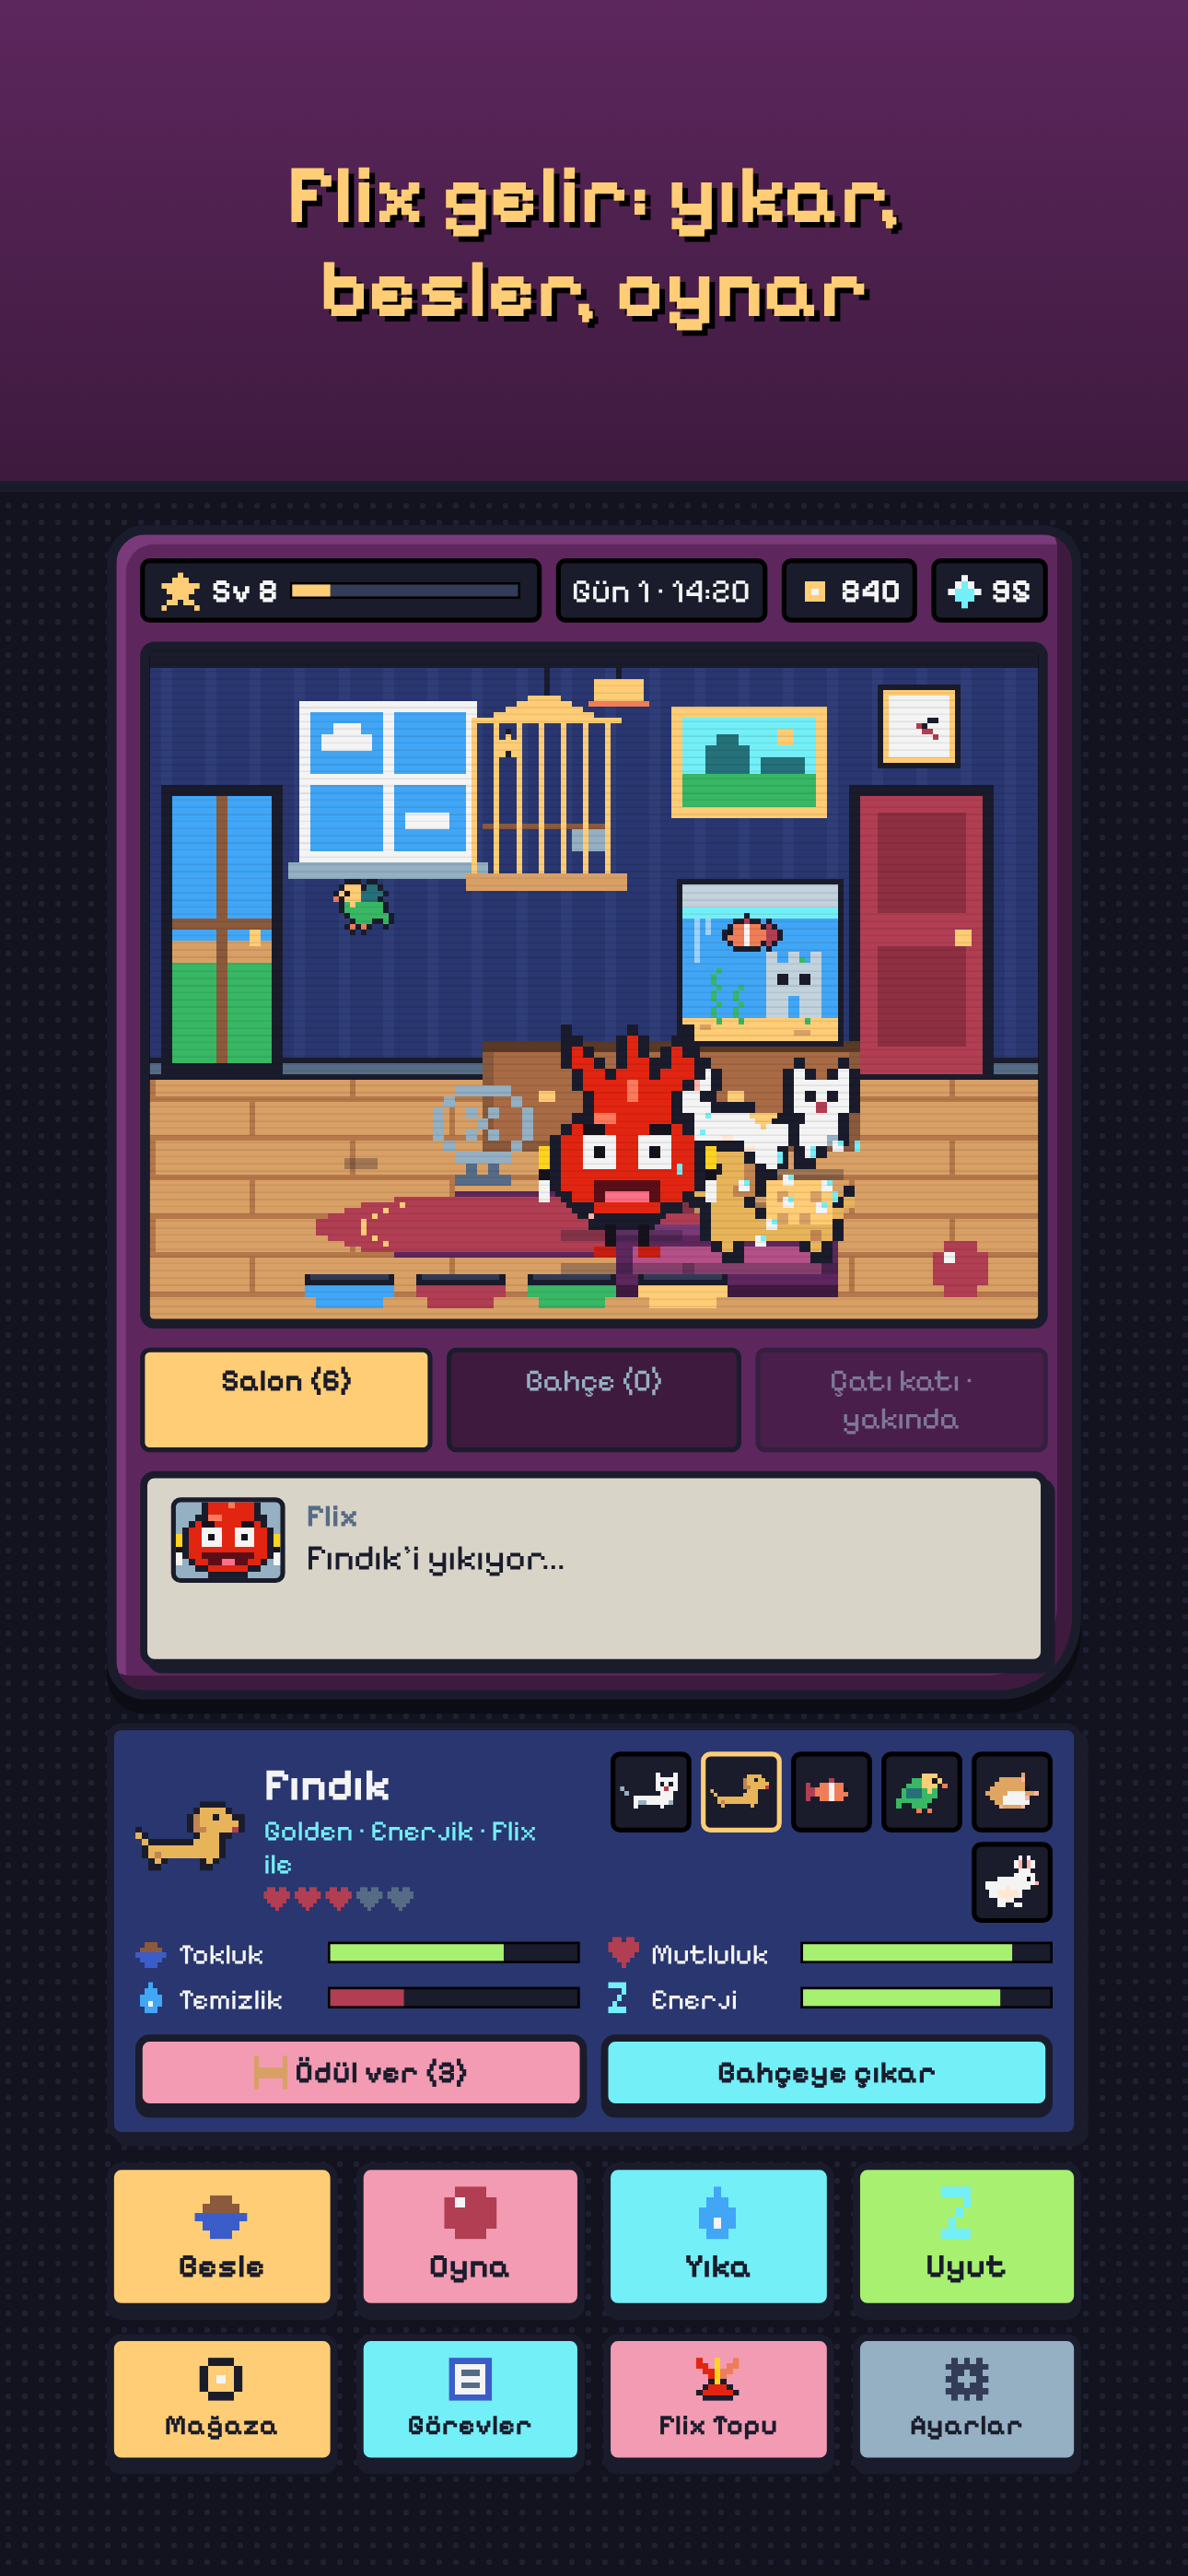 Flix gelir: yıkar,
besler, oynar
Sv 8
Gün 1 · 14:20
840
98
Salon (6)
Bahçe (0)
Çatı katı ·
yakında
Flix
Fındık'i yıkıyor...
Fındık
Golden · Enerjik · Flix
ile
Tokluk
Mutluluk
Temizlik
Enerji
Ödül ver (3)
Bahçeye çıkar
Besle
Oyna
Yıka
Uyut
Mağaza
Görevler
Flix Topu
Ayarlar